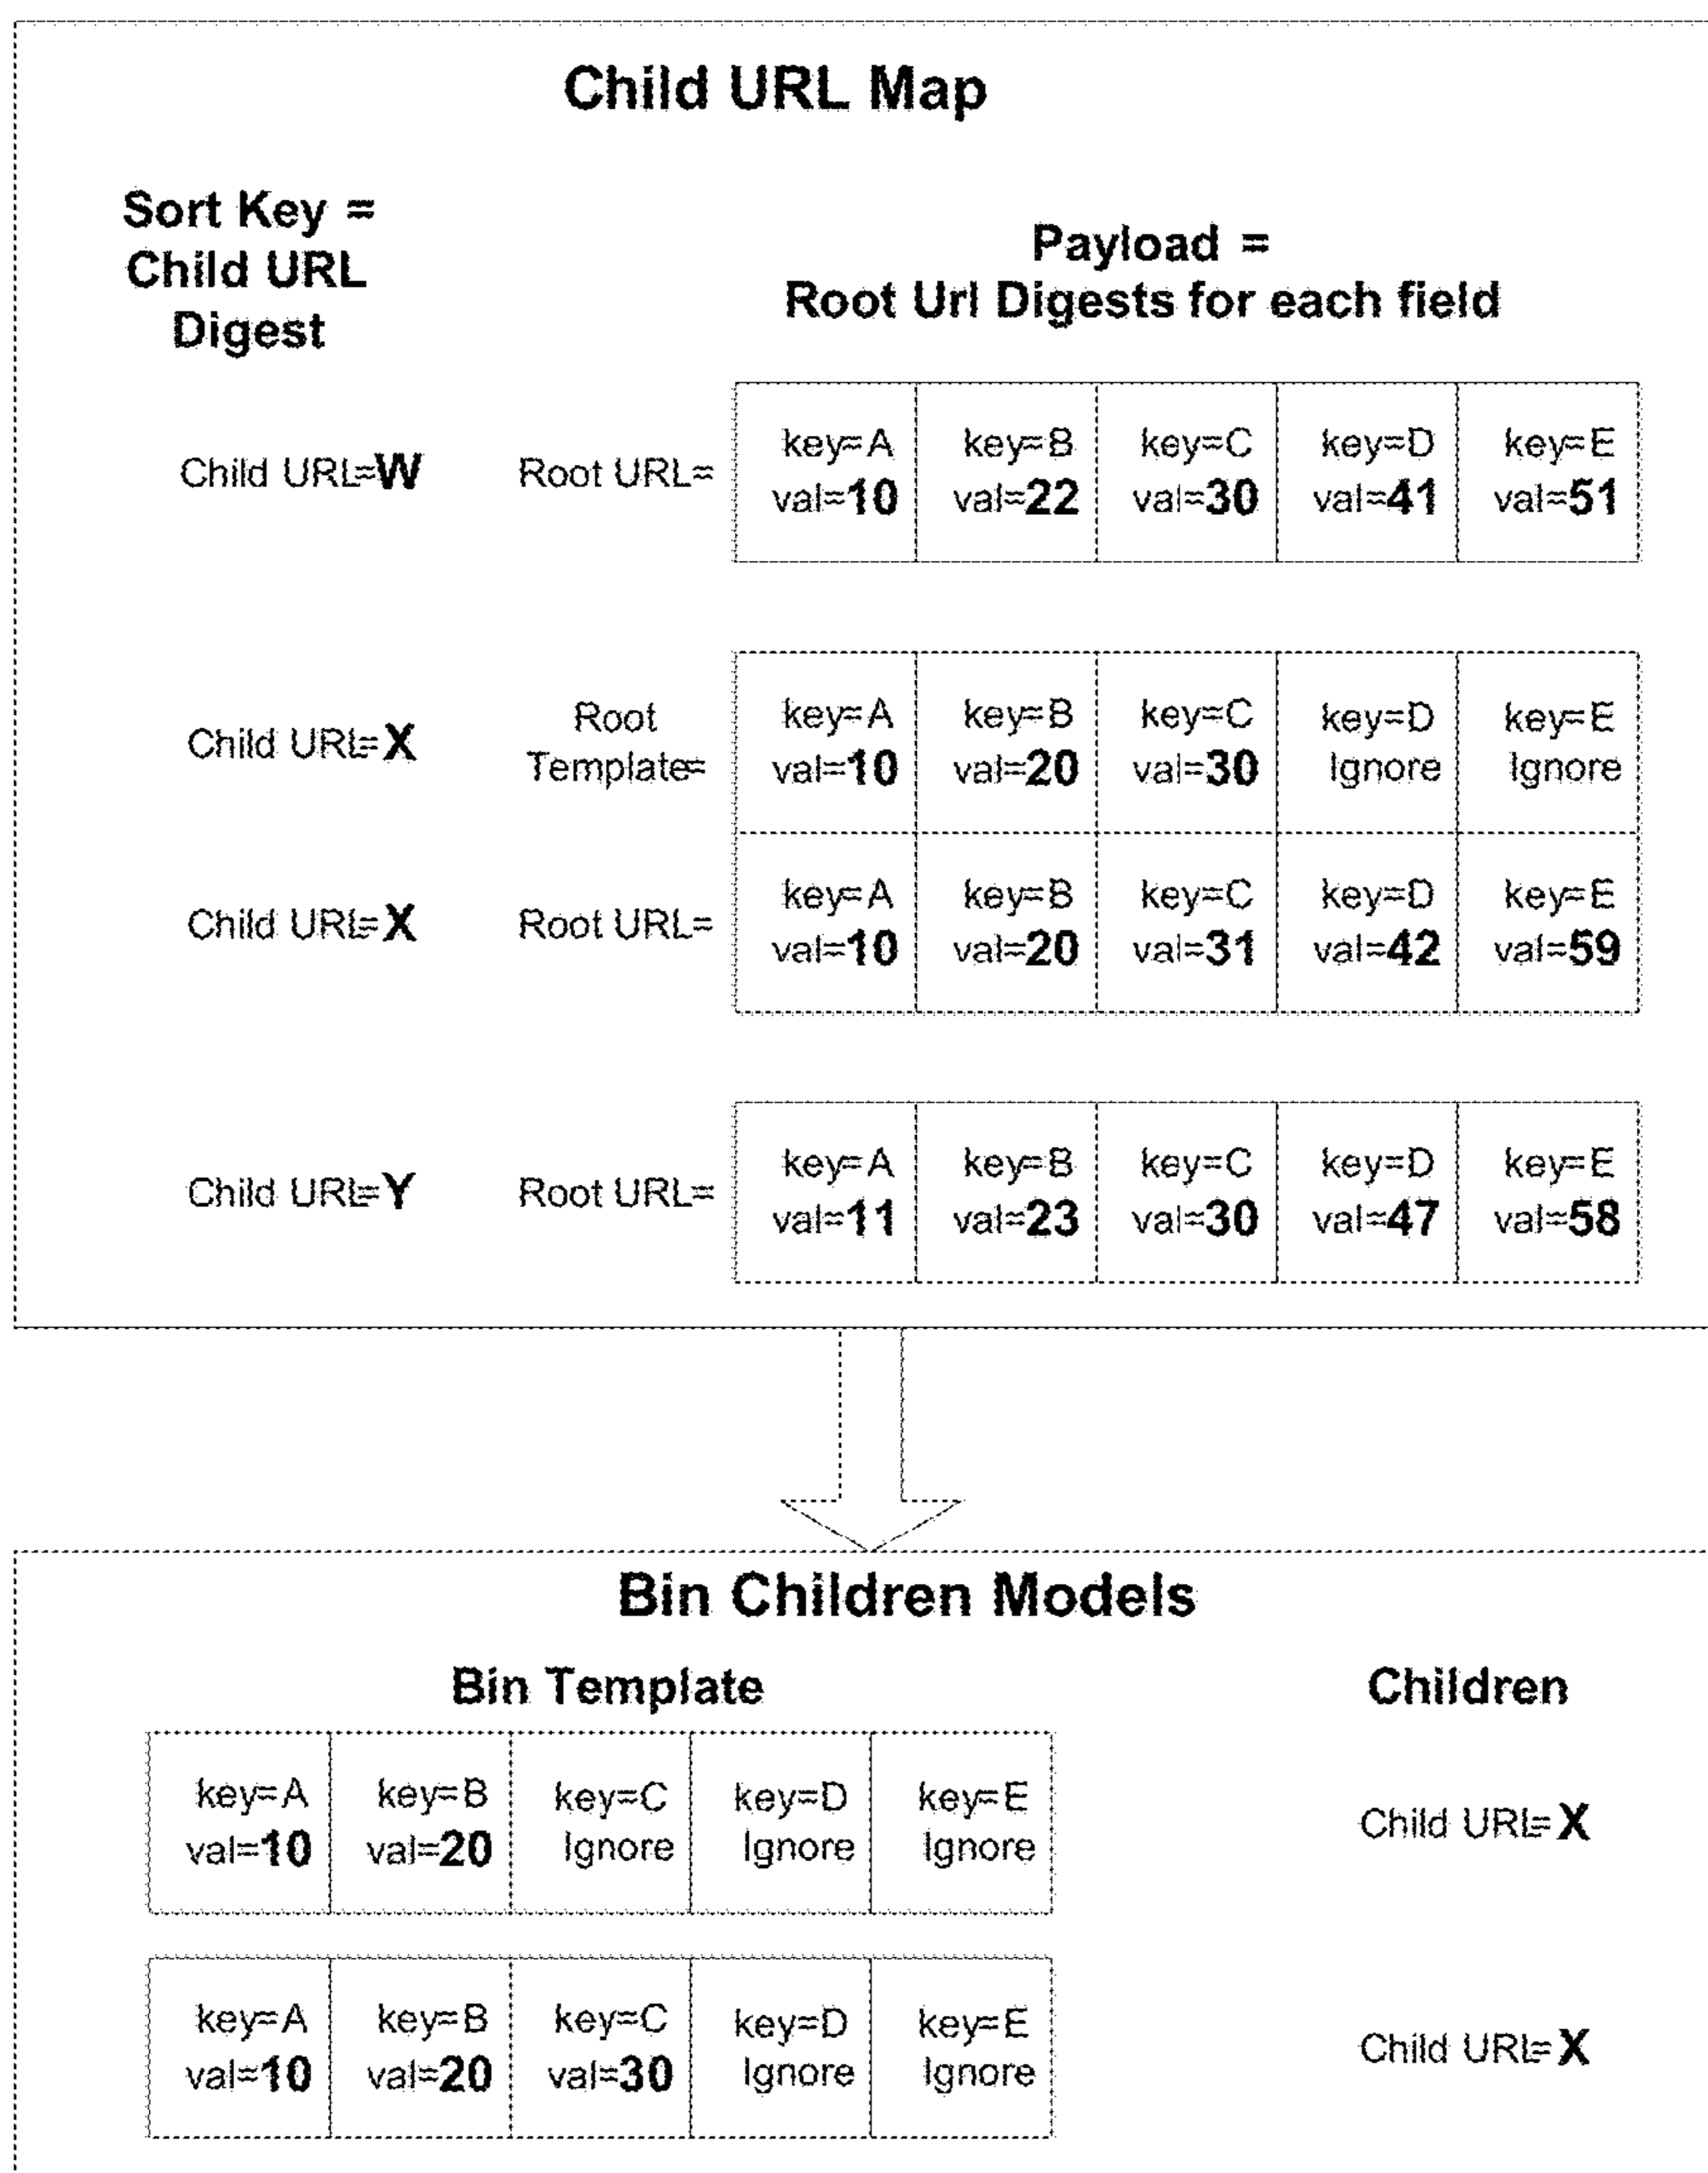 Child URL Map
Sort Key =
Child URL
Digest
Payload =
Root Url Digests for each field
Child URL=W
Root URL=
key=A
val=10
key=B
val=22
key=C
val=30
key=D
val=41
key=E
val=51
Child URL=X
Root
Template=
key=A
val=10
key=B
val=20
key=C
val=30
key=D
Ignore
key=E
Ignore
Child URL=X
Root URL=
key=A
val=10
key=B
val=20
key=C
val=31
key=D
val=42
key=E
val=59
Child URL=Y
Root URL=
key=A
val=11
key=B
val=23
key=C
val=30
key=D
val=47
key=E
val=58
Bin Children Models
Bin Template
Children
key=A
val=10
key=B
val=20
key=C
Ignore
key=D
Ignore
key=E
Ignore
Child URL=X
key=A
val=10
key=B
val=20
key=C
val=30
key=D
Ignore
key=E
Ignore
Child URL=X